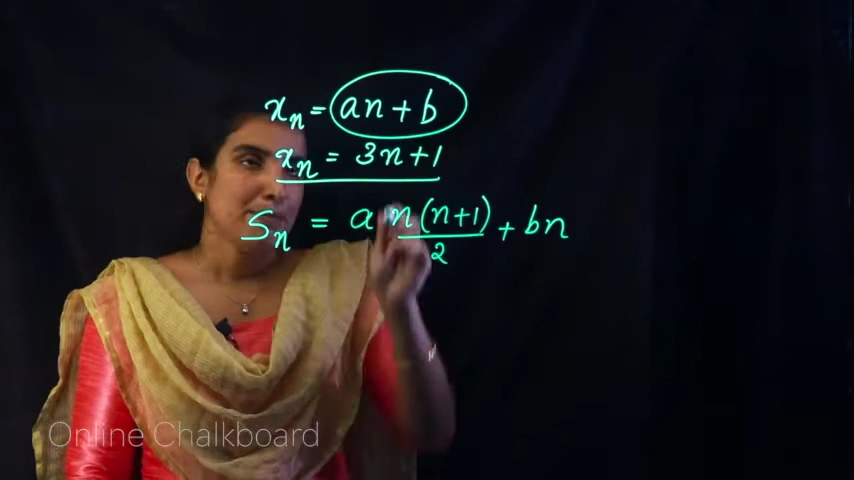 xₙ = an + b
xₙ = 3n + 1
Sₙ = a n(n+1)/2 + bn
Online Chalkboard